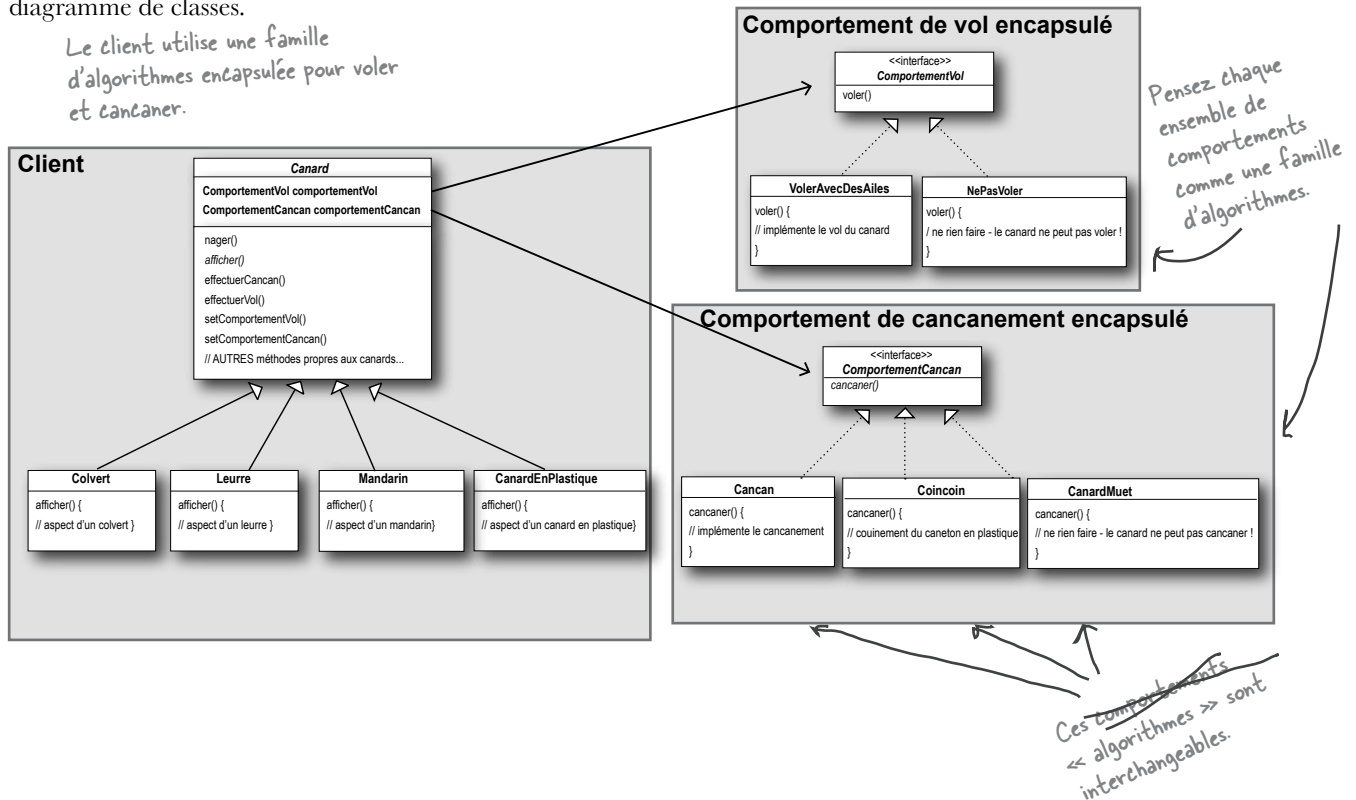 diagramme de classes.
Le client utilise une famille
d'algorithmes encapsulée pour voler
et cancaner.
Client
Canard
ComportementVol comportementVol
ComportementCancan comportementCancan
nager()
afficher()
effectuerCancan()
effectuerVol()
setComportementVol()
setComportementCancan()
// AUTRES méthodes propres aux canards...
Colvert
afficher() {
// aspect d'un colvert }
Leurre
afficher() {
// aspect d'un leurre }
Mandarin
afficher() {
// aspect d'un mandarin}
CanardEnPlastique
afficher() {
// aspect d'un canard en plastique}
Comportement de vol encapsulé
<<interface>>
ComportementVol
voler()
VolerAvecDesAiles
voler() {
// implémente le vol du canard
}
NePasVoler
voler() {
/ ne rien faire - le canard ne peut pas voler !
}
Pensez chaque
ensemble de
comportements
comme une famille
d'algorithmes.
Comportement de cancanement encapsulé
<<interface>>
ComportementCancan
cancaner()
Cancan
cancaner() {
// implémente le cancanement
}
Coincoin
cancaner() {
// couinement du caneton en plastique
}
CanardMuet
cancaner() {
// ne rien faire - le canard ne peut pas cancaner !
}
Ces comportements
<< algorithmes >> sont
interchangeables.